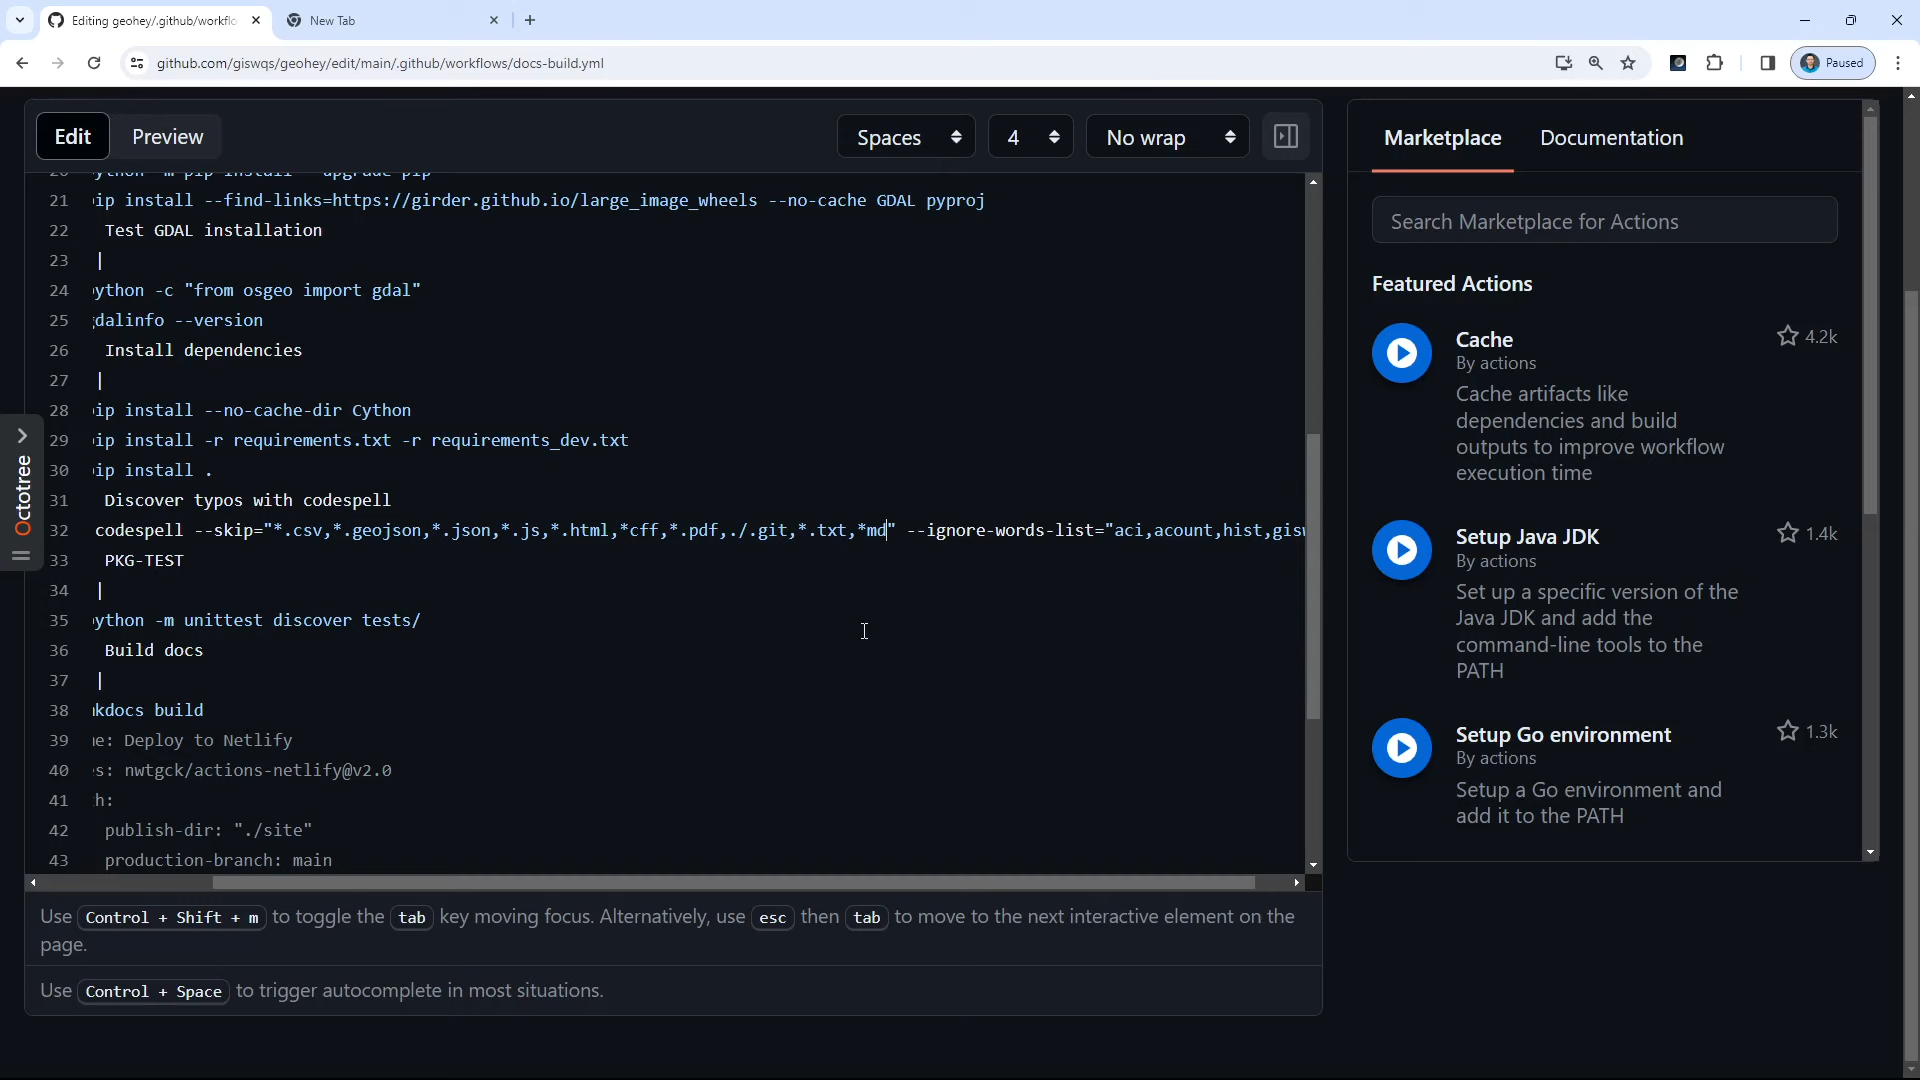 Editing geohey/.github/workflo
New Tab
github.com/giswqs/geohey/edit/main/.github/workflows/docs-build.yml
Paused
Edit
Preview
Spaces
4
No wrap
21 ip install --find-links=https://girder.github.io/large_image_wheels --no-cache GDAL pyproj
22 Test GDAL installation
23 |
24 ython -c "from osgeo import gdal"
25 dalinfo --version
26 Install dependencies
27 |
28 ip install --no-cache-dir Cython
29 ip install -r requirements.txt -r requirements_dev.txt
30 ip install .
31 Discover typos with codespell
32 codespell --skip="*.csv,*.geojson,*.json,*.js,*.html,*cff,*.pdf,./.git,*.txt,*md" --ignore-words-list="aci,acount,hist,gisw
33 PKG-TEST
34 |
35 ython -m unittest discover tests/
36 Build docs
37 |
38 kdocs build
39 e: Deploy to Netlify
40 s: nwtgck/actions-netlify@v2.0
41 h:
42 publish-dir: "./site"
43 production-branch: main
Octotree
Use Control + Shift + m to toggle the tab key moving focus. Alternatively, use esc then tab to move to the next interactive element on the
page.
Use Control + Space to trigger autocomplete in most situations.
Marketplace
Documentation
Search Marketplace for Actions
Featured Actions
Cache
4.2k
By actions
Cache artifacts like
dependencies and build
outputs to improve workflow
execution time
Setup Java JDK
1.4k
By actions
Set up a specific version of the
Java JDK and add the
command-line tools to the
PATH
Setup Go environment
1.3k
By actions
Setup a Go environment and
add it to the PATH